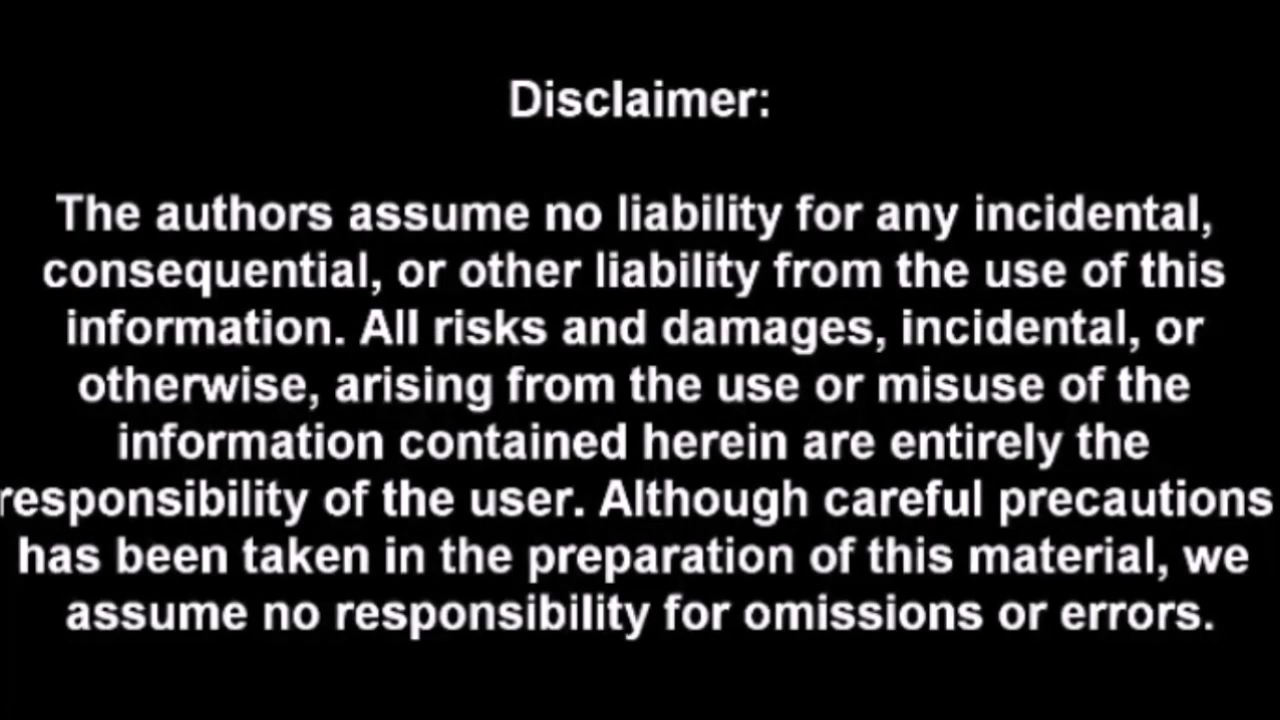 Disclaimer:
The authors assume no liability for any incidental,
consequential, or other liability from the use of this
information. All risks and damages, incidental, or
otherwise, arising from the use or misuse of the
information contained herein are entirely the
responsibility of the user. Although careful precautions
has been taken in the preparation of this material, we
assume no responsibility for omissions or errors.